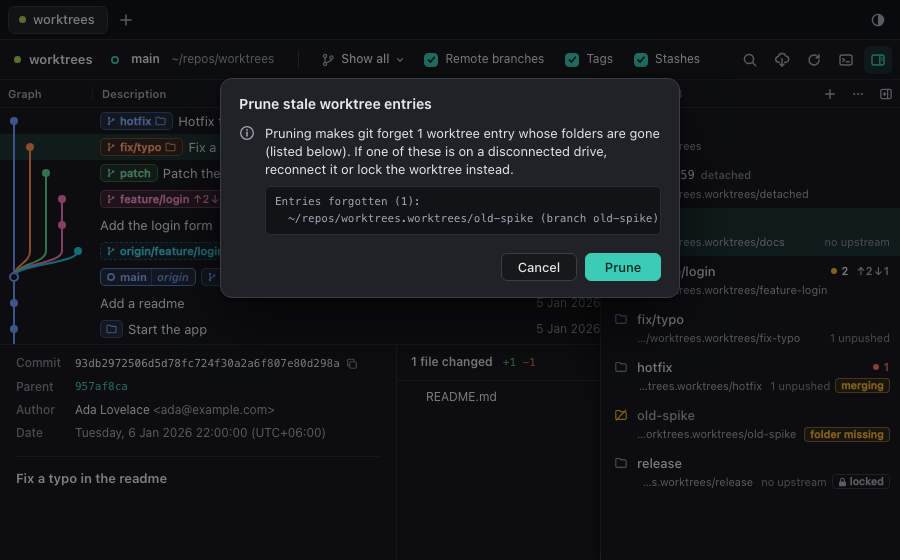 worktrees
worktrees main ~/repos/worktrees Show all Remote branches Tags Stashes
Graph Description
hotfix Hotfix
fix/typo Fix a
patch Patch the
feature/login ↑2↓
Add the login form
origin/feature/login
main origin
Add a readme 5 Jan 2026
Start the app 5 Jan 2026
Prune stale worktree entries
Pruning makes git forget 1 worktree entry whose folders are gone
(listed below). If one of these is on a disconnected drive,
reconnect it or lock the worktree instead.
Entries forgotten (1):
~/repos/worktrees.worktrees/old-spike (branch old-spike)
Cancel Prune
59 detached
rees.worktrees/detached
rees.worktrees/docs no upstream
/login 2 ↑2↓1
rees.worktrees/feature-login
fix/typo
.../worktrees.worktrees/fix-typo 1 unpushed
hotfix 1
...trees.worktrees/hotfix 1 unpushed merging
old-spike
...orktrees.worktrees/old-spike folder missing
release
...s.worktrees/release no upstream locked
Commit 93db2972506d5d78fc724f30a2a6f807e80d298a
Parent 957af8ca
Author Ada Lovelace <ada@example.com>
Date Tuesday, 6 Jan 2026 22:00:00 (UTC+06:00)
Fix a typo in the readme
1 file changed +1 −1
README.md